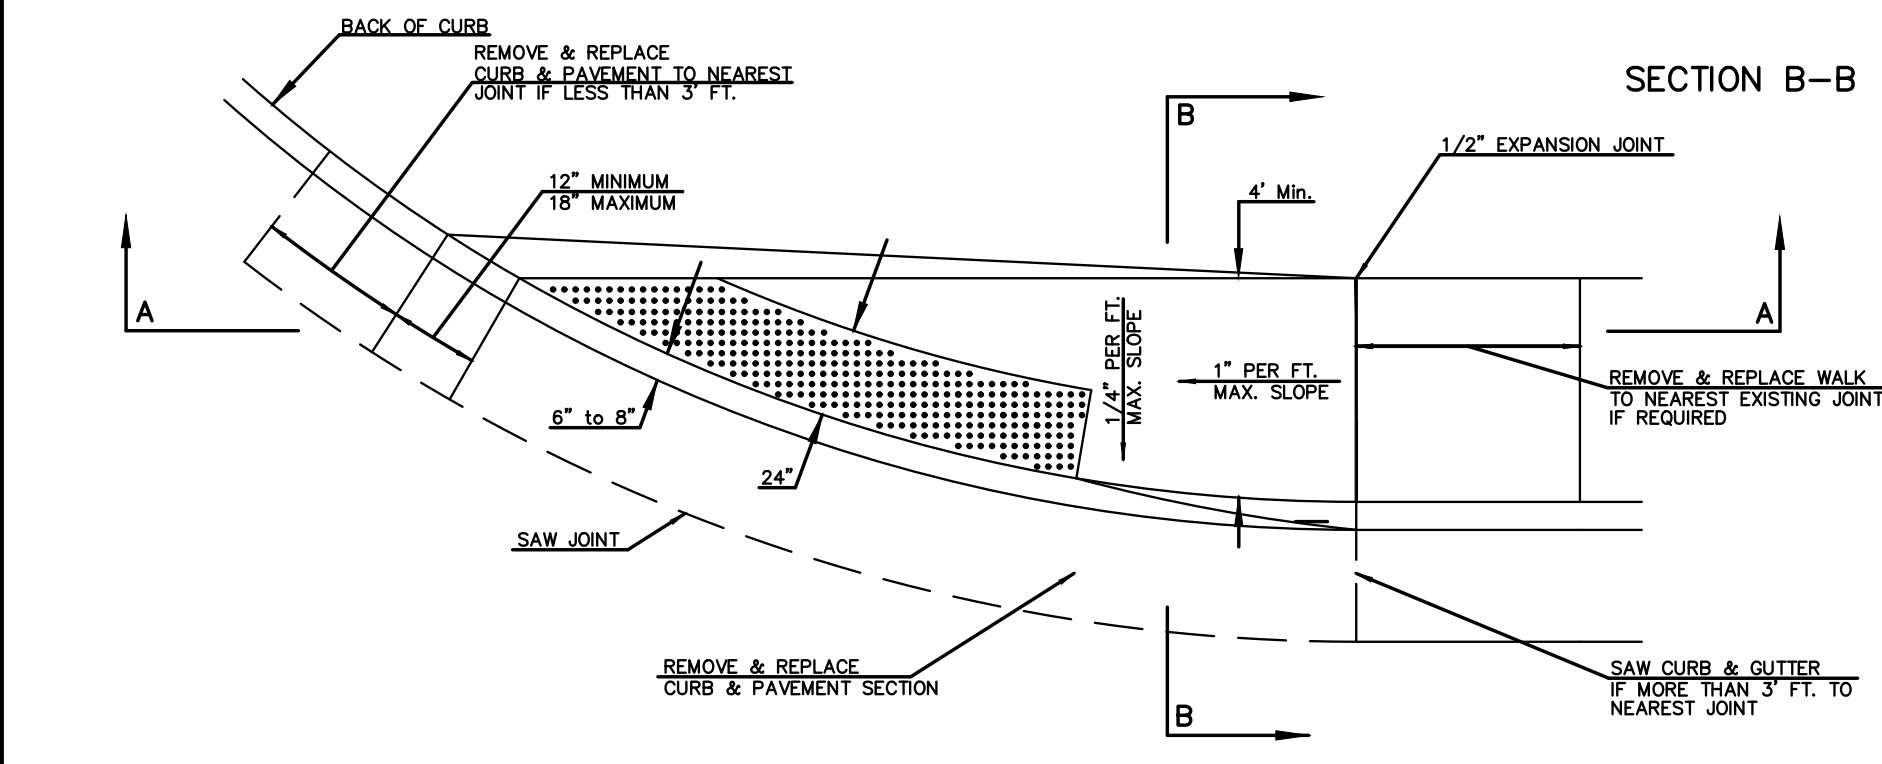 BACK OF CURB
REMOVE & REPLACE
CURB & PAVEMENT TO NEAREST
JOINT IF LESS THAN 3' FT.
SECTION B-B
B
1/2" EXPANSION JOINT
12" MINIMUM
18" MAXIMUM
4' Min.
A
A
1/4" PER FT.
MAX. SLOPE
1" PER FT.
MAX. SLOPE
REMOVE & REPLACE WALK
TO NEAREST EXISTING JOINT
IF REQUIRED
6" to 8"
24"
SAW JOINT
REMOVE & REPLACE
CURB & PAVEMENT SECTION
SAW CURB & GUTTER
IF MORE THAN 3' FT. TO
NEAREST JOINT
B